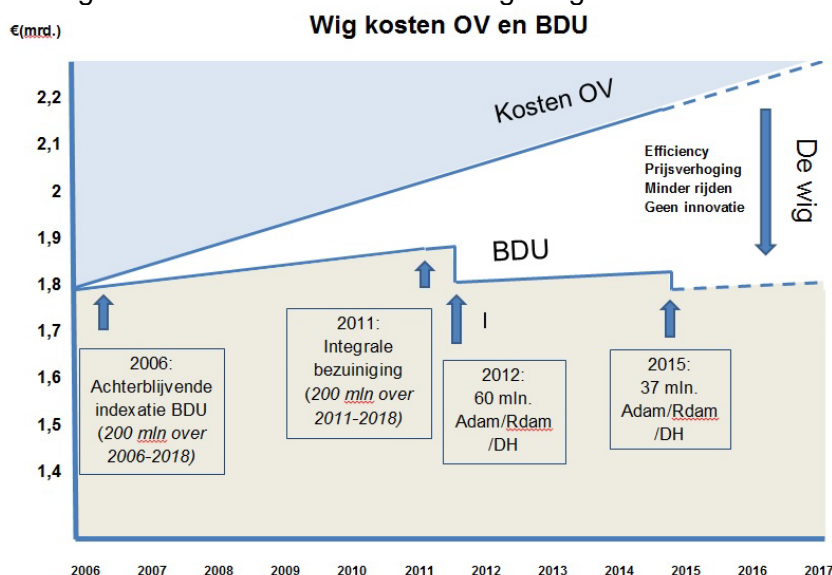 Wig kosten OV en BDU
€(mrd.)
2,2
2,1
2
1,9
1,8
1,7
1,6
1,5
1,4
Kosten OV
BDU
Efficiency
Prijsverhoging
Minder rijden
Geen innovatie
De wig
2006:
Achterblijvende
indexatie BDU
(200 mln over
2006-2018)
2011:
Integrale
bezuiniging
(200 mln over
2011-2018)
I
2012:
60 mln.
Adam/Rdam
/DH
2015:
37 mln.
Adam/Rdam
/DH
2006 2007 2008 2009 2010 2011 2012 2013 2014 2015 2016 2017